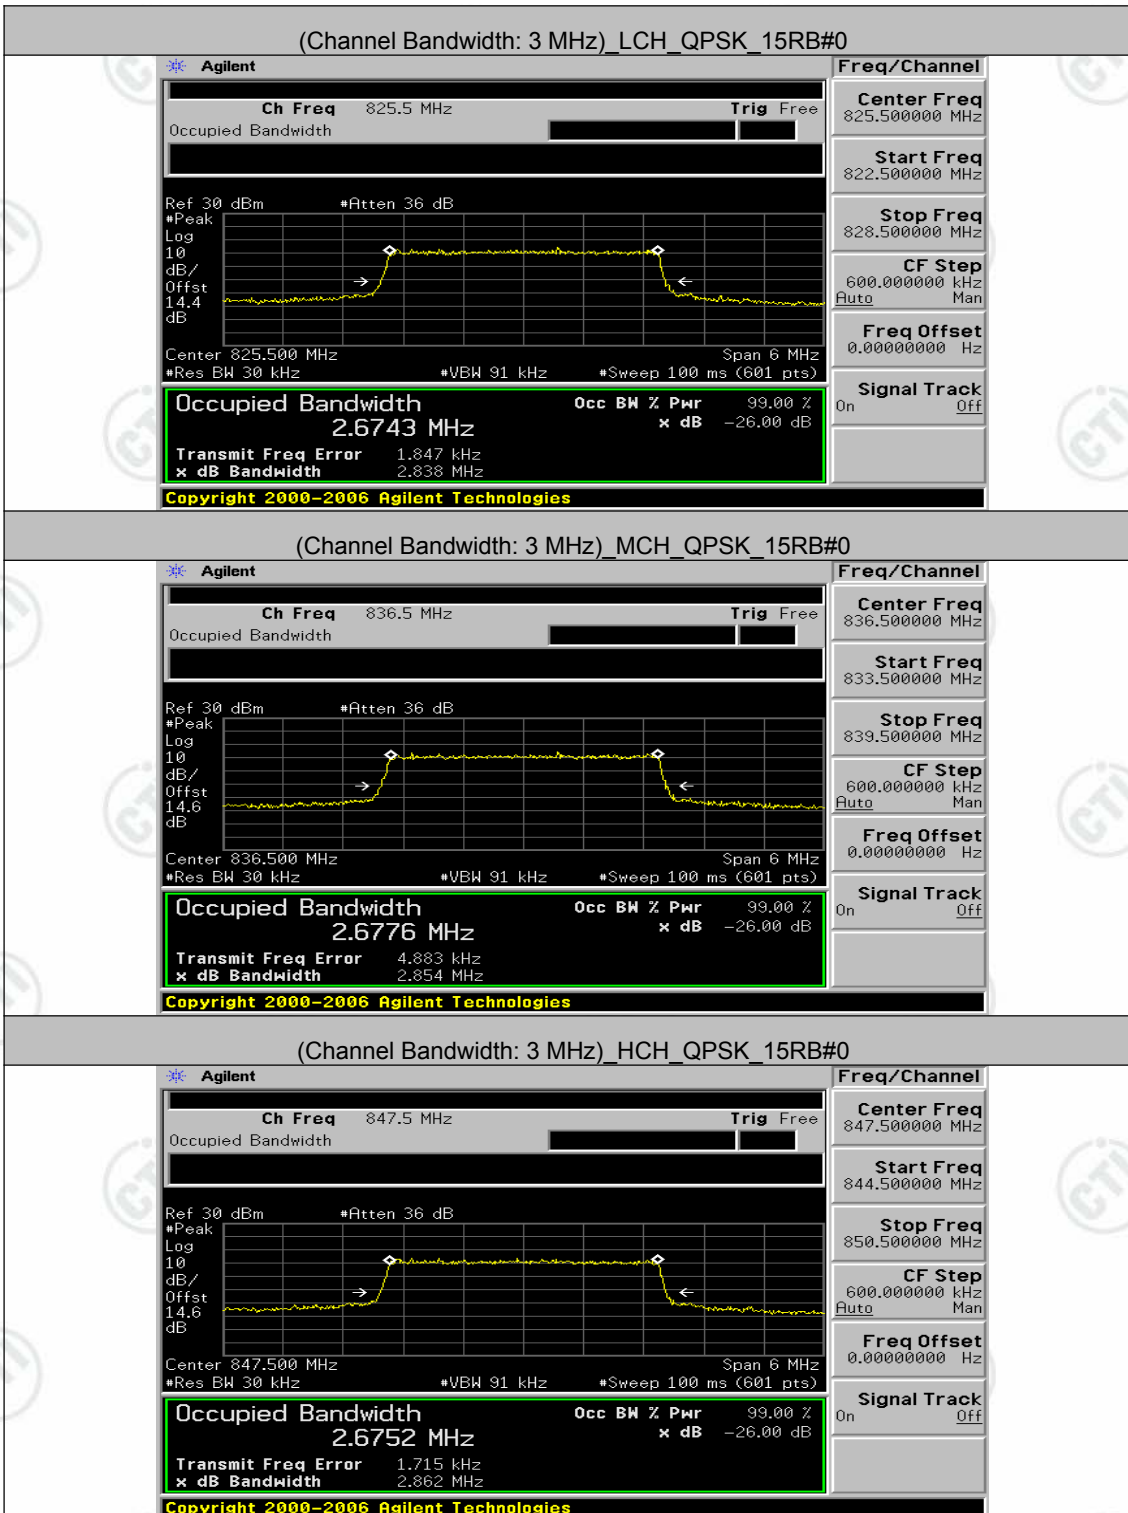 (Channel Bandwidth: 3 MHz)_LCH_QPSK_15RB#0
Agilent
Freq/Channel
Ch Freq 825.5 MHz Trig Free
Occupied Bandwidth
Center Freq
825.500000 MHz
Start Freq
822.500000 MHz
Stop Freq
828.500000 MHz
CF Step
600.000000 kHz
Auto Man
Freq Offset
0.00000000 Hz
Signal Track
On Off
Ref 30 dBm #Atten 36 dB
#Peak
Log
10
dB/
Offst
14.4
dB
Center 825.500 MHz Span 6 MHz
#Res BW 30 kHz #VBW 91 kHz #Sweep 100 ms (601 pts)
Occupied Bandwidth Occ BW % Pwr 99.00 %
2.6743 MHz x dB -26.00 dB
Transmit Freq Error 1.847 kHz
x dB Bandwidth 2.838 MHz
Copyright 2000-2006 Agilent Technologies
(Channel Bandwidth: 3 MHz)_MCH_QPSK_15RB#0
Agilent
Freq/Channel
Ch Freq 836.5 MHz Trig Free
Occupied Bandwidth
Center Freq
836.500000 MHz
Start Freq
833.500000 MHz
Stop Freq
839.500000 MHz
CF Step
600.000000 kHz
Auto Man
Freq Offset
0.00000000 Hz
Signal Track
On Off
Ref 30 dBm #Atten 36 dB
#Peak
Log
10
dB/
Offst
14.6
dB
Center 836.500 MHz Span 6 MHz
#Res BW 30 kHz #VBW 91 kHz #Sweep 100 ms (601 pts)
Occupied Bandwidth Occ BW % Pwr 99.00 %
2.6776 MHz x dB -26.00 dB
Transmit Freq Error 4.883 kHz
x dB Bandwidth 2.854 MHz
Copyright 2000-2006 Agilent Technologies
(Channel Bandwidth: 3 MHz)_HCH_QPSK_15RB#0
Agilent
Freq/Channel
Ch Freq 847.5 MHz Trig Free
Occupied Bandwidth
Center Freq
847.500000 MHz
Start Freq
844.500000 MHz
Stop Freq
850.500000 MHz
CF Step
600.000000 kHz
Auto Man
Freq Offset
0.00000000 Hz
Signal Track
On Off
Ref 30 dBm #Atten 36 dB
#Peak
Log
10
dB/
Offst
14.6
dB
Center 847.500 MHz Span 6 MHz
#Res BW 30 kHz #VBW 91 kHz #Sweep 100 ms (601 pts)
Occupied Bandwidth Occ BW % Pwr 99.00 %
2.6752 MHz x dB -26.00 dB
Transmit Freq Error 1.715 kHz
x dB Bandwidth 2.862 MHz
Copyright 2000-2006 Agilent Technologies
CTI
CTI
CTI
CTI
CTI
CTI
CTI
CTI